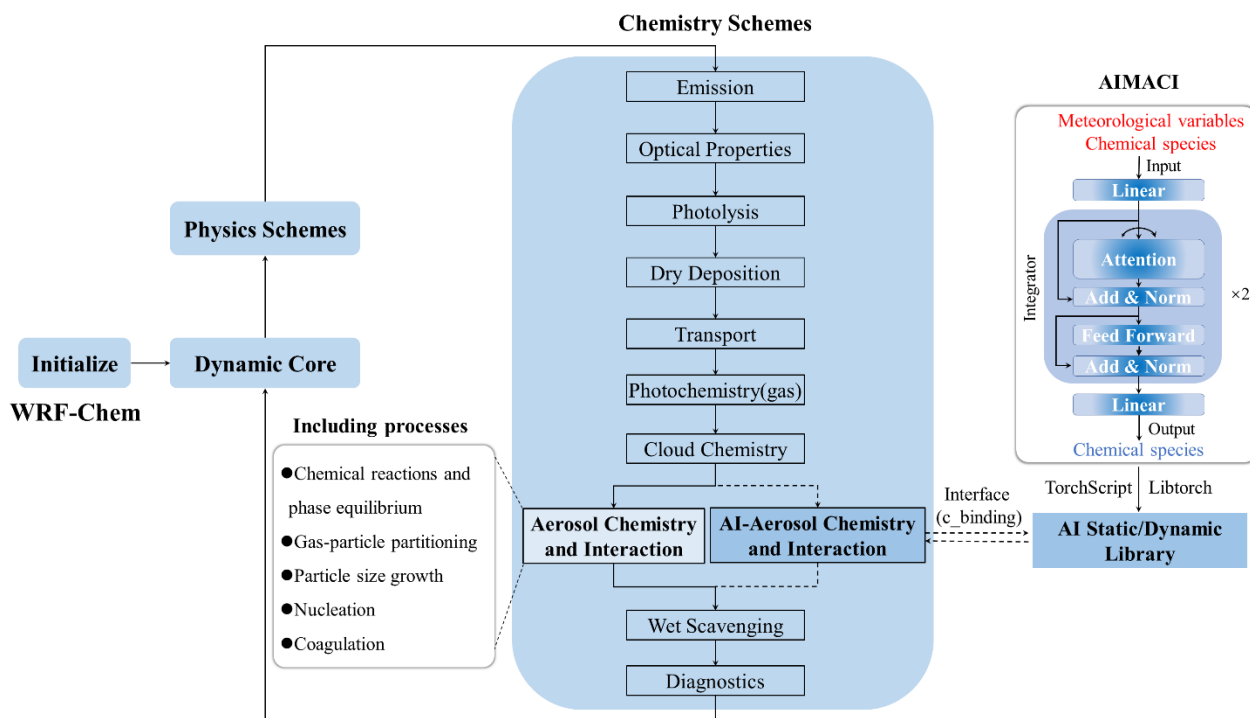 Chemistry Schemes
Emission
Optical Properties
Photolysis
Dry Deposition
Transport
Photochemistry(gas)
Cloud Chemistry
Aerosol Chemistry
and Interaction
AI-Aerosol Chemistry
and Interaction
Wet Scavenging
Diagnostics
Physics Schemes
Initialize
Dynamic Core
WRF-Chem
Including processes
●Chemical reactions and
phase equilibrium
●Gas-particle partitioning
●Particle size growth
●Nucleation
●Coagulation
AIMACI
Meteorological variables
Chemical species
Input
Linear
Integrator
Attention
Add & Norm
×2
Feed Forward
Add & Norm
Linear
Output
Chemical species
TorchScript
Libtorch
Interface
(c_binding)
AI Static/Dynamic
Library